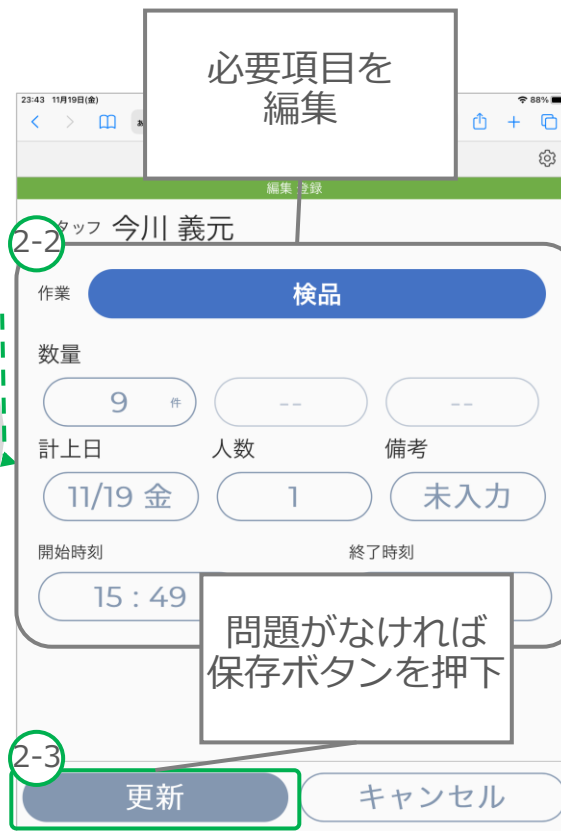 必要項目を
編集
23:43 11月19日(金)
88%
編集 登録
タッフ 今川 義元
2-2
作業 検品
数量
9 件 -- --
計上日 人数 備考
11/19 金 1 未入力
開始時刻 終了時刻
15 : 49
問題がなければ
保存ボタンを押下
2-3
更新 キャンセル